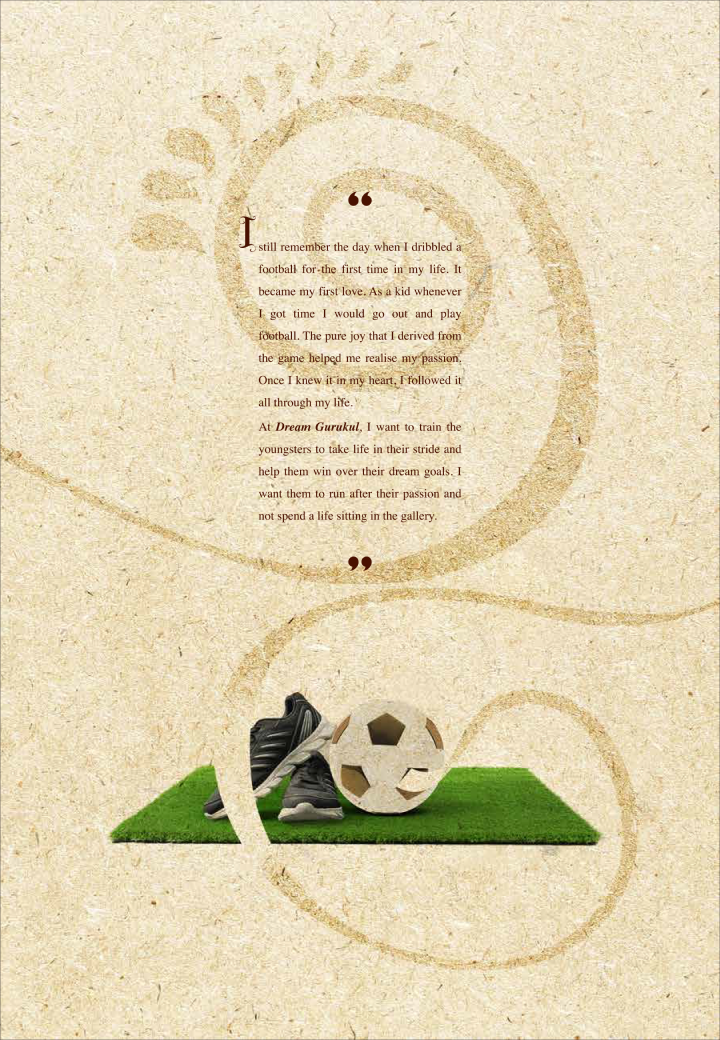 “
I still remember the day when I dribbled a
football for the first time in my life. It
became my first love. As a kid whenever
I got time I would go out and play
football. The pure joy that I derived from
the game helped me realise my passion.
Once I knew it in my heart, I followed it
all through my life.
At Dream Gurukul, I want to train the
youngsters to take life in their stride and
help them win over their dream goals. I
want them to run after their passion and
not spend a life sitting in the gallery.
”